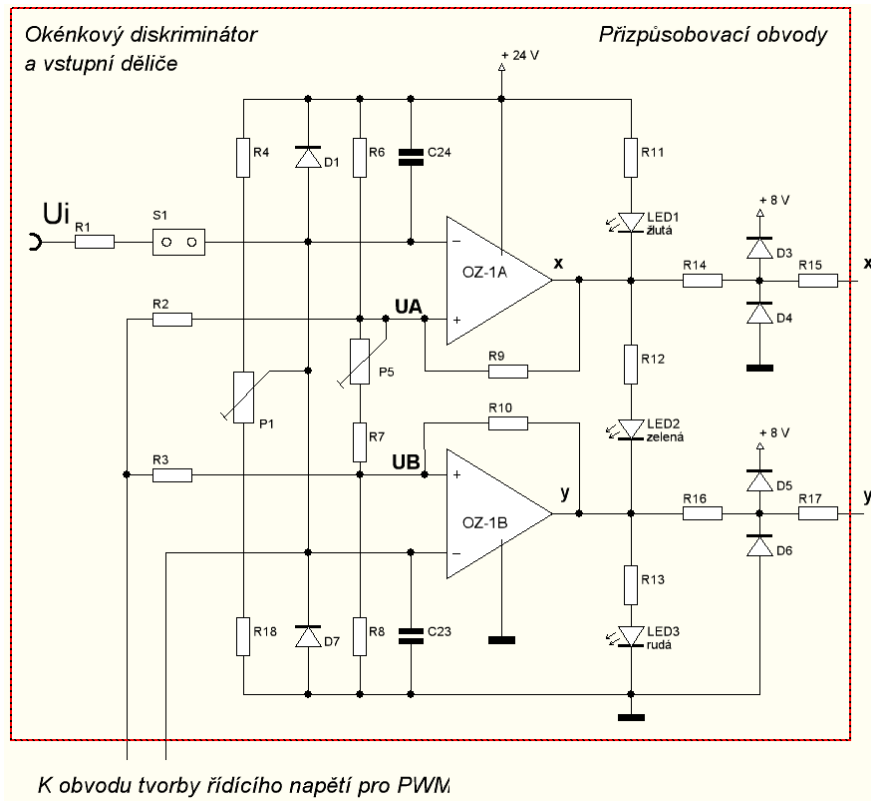 Okénkový diskriminátor
a vstupní děliče
Přizpůsobovací obvody
+ 24 V
R4
D1
R6
C24
R11
Ui
R1
S1
LED1
žlutá
+ 8 V
OZ-1A
x
R14
D3
R15
x
R2
UA
D4
P1
P5
R9
R12
R7
R10
LED2
zelená
+ 8 V
R3
UB
D5
y
OZ-1B
y
R16
R17
D6
R13
R18
D7
R8
C23
LED3
rudá
K obvodu tvorby řídícího napětí pro PWM